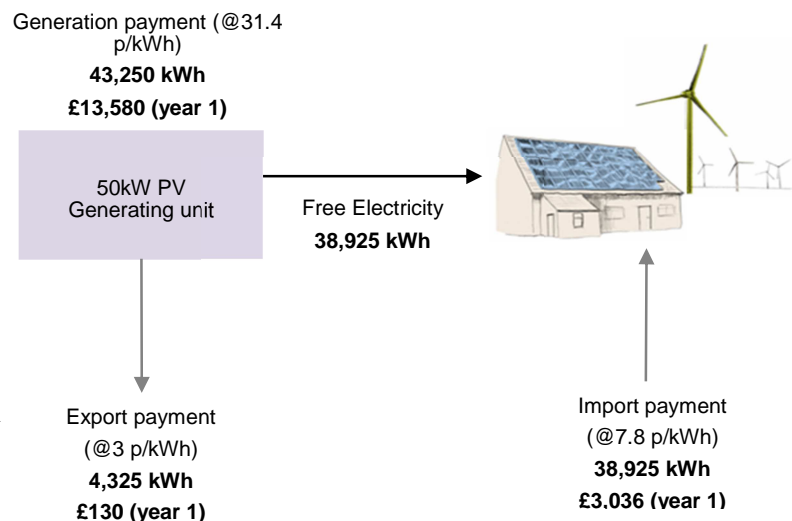 Generation payment (@31.4
p/kWh)
43,250 kWh
£13,580 (year 1)
50kW PV
Generating unit
Free Electricity
38,925 kWh
Export payment
(@3 p/kWh)
4,325 kWh
£130 (year 1)
Import payment
(@7.8 p/kWh)
38,925 kWh
£3,036 (year 1)